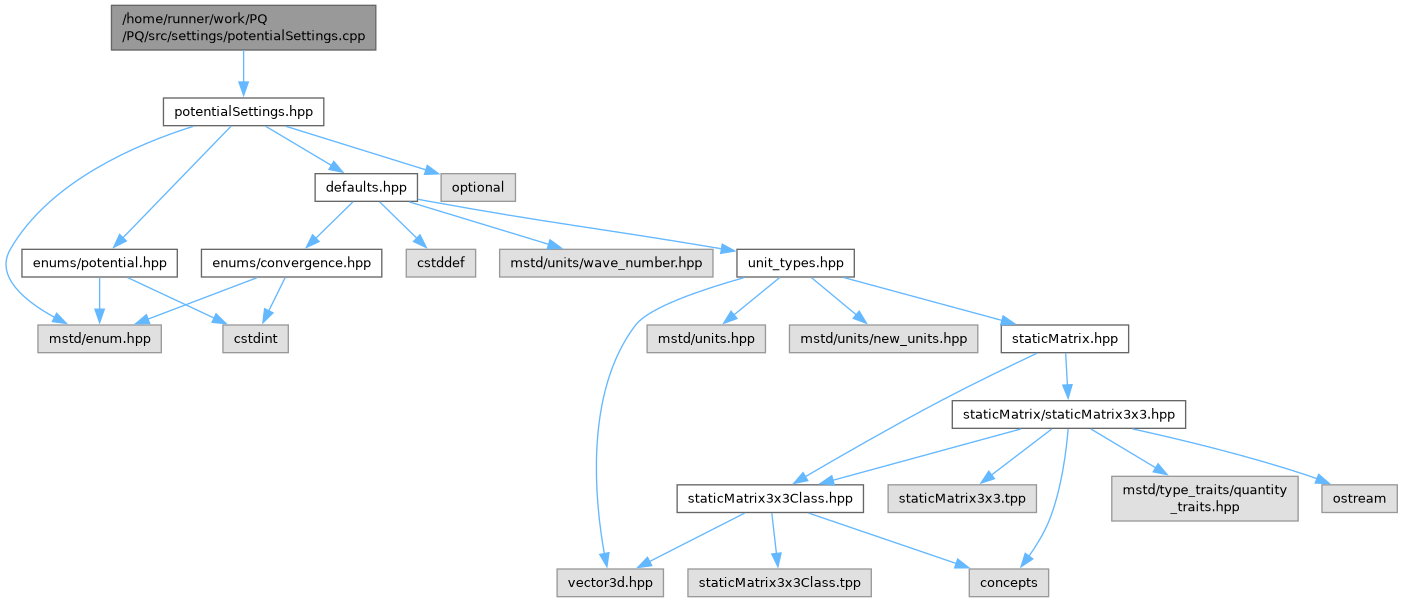 /home/runner/work/PQ
/PQ/src/settings/potentialSettings.cpp
potentialSettings.hpp
defaults.hpp
optional
enums/potential.hpp
enums/convergence.hpp
cstddef
mstd/units/wave_number.hpp
unit_types.hpp
mstd/enum.hpp
cstdint
mstd/units.hpp
mstd/units/new_units.hpp
staticMatrix.hpp
staticMatrix/staticMatrix3x3.hpp
staticMatrix3x3Class.hpp
staticMatrix3x3.tpp
mstd/type_traits/quantity
_traits.hpp
ostream
vector3d.hpp
staticMatrix3x3Class.tpp
concepts